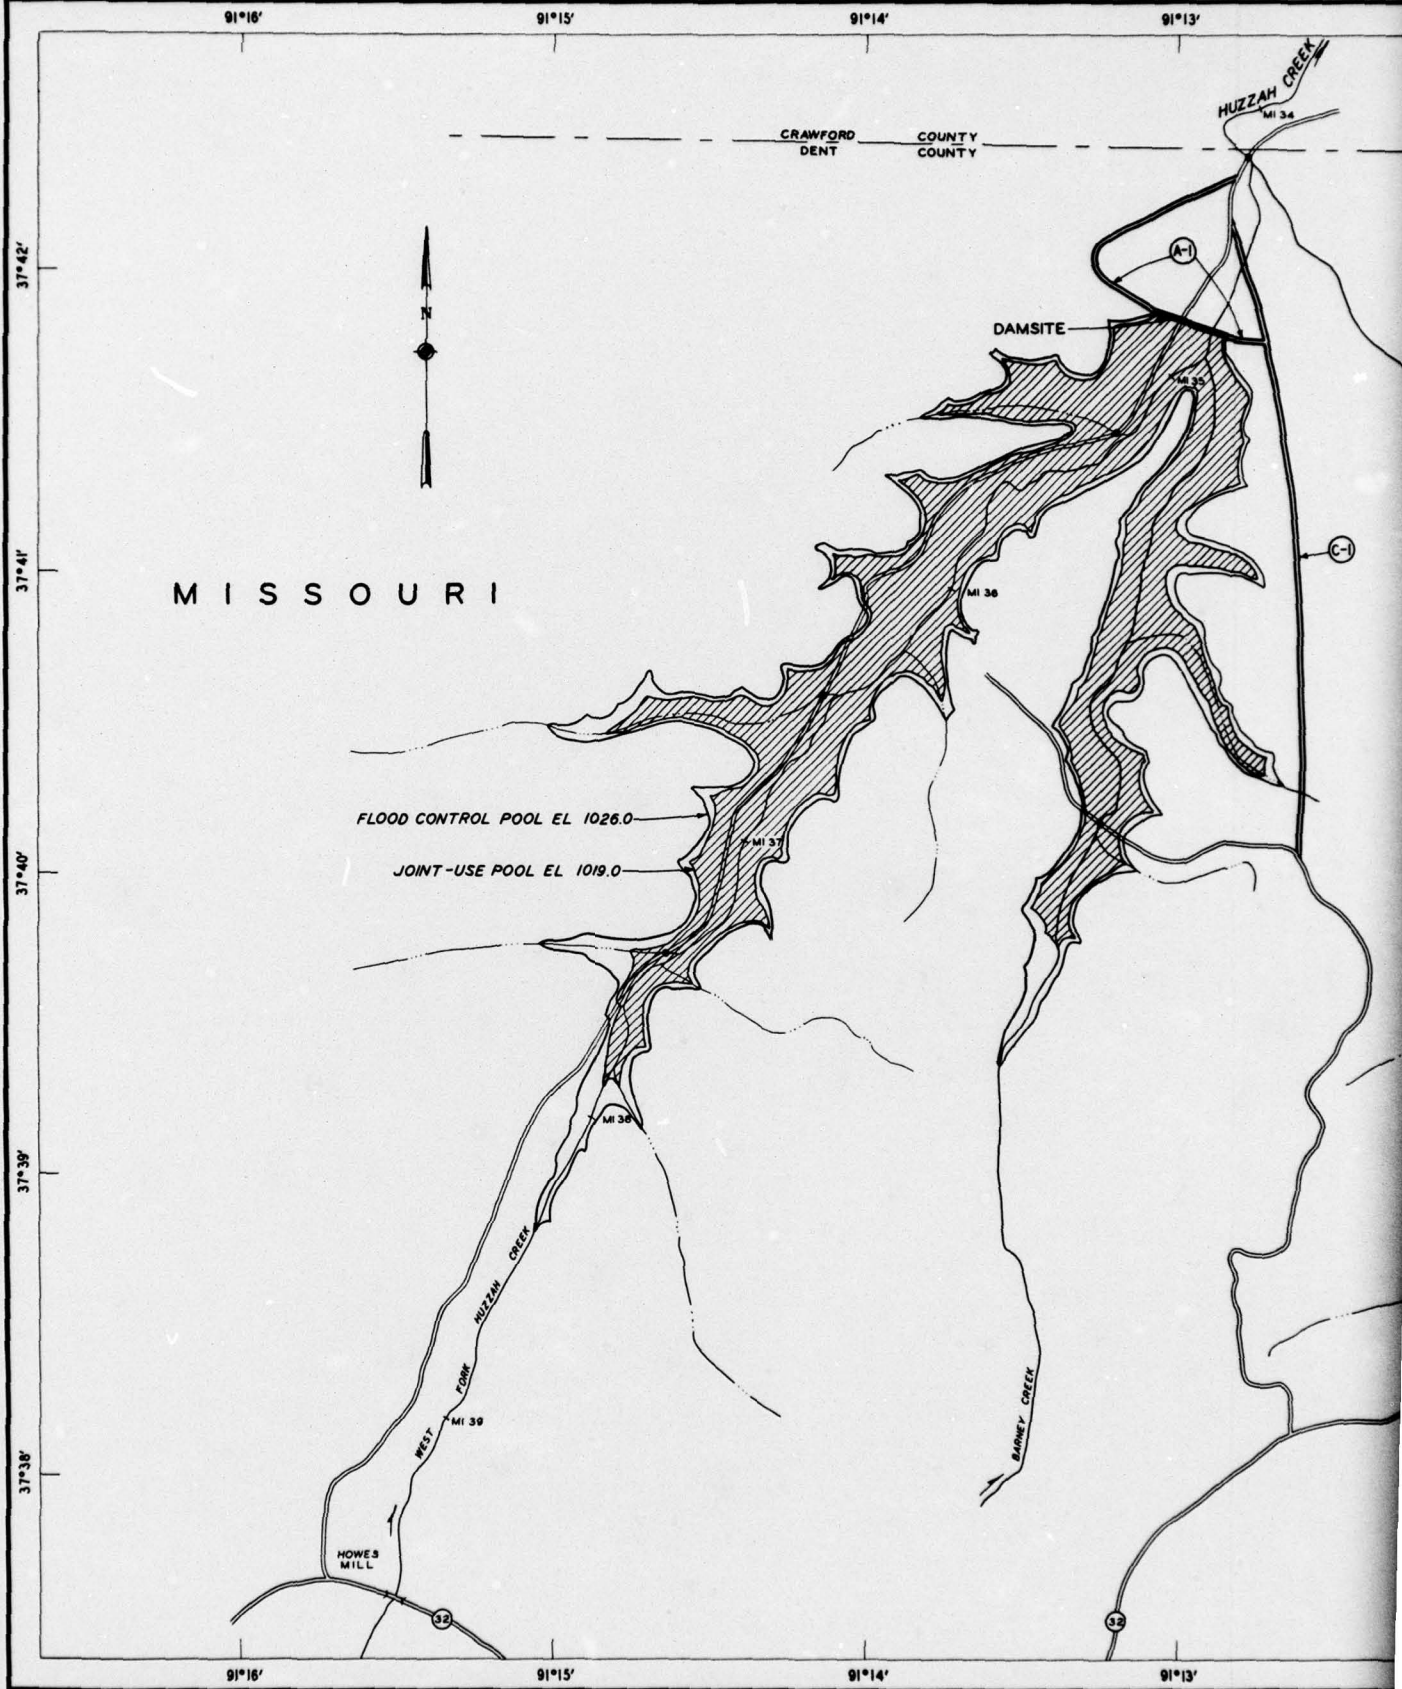 91°16' 91°15' 91°14' 91°13'
HUZZAH CREEK
MI 34
CRAWFORD COUNTY
DENT COUNTY
37°42'
A-1
N
DAMSITE
MI 35
37°41'
C-1
MISSOURI
MI 36
FLOOD CONTROL POOL EL 1026.0
MI 37
JOINT-USE POOL EL 1019.0
37°40'
MI 38
37°39'
WEST FORK HUZZAH CREEK
MI 39
BARNEY CREEK
37°38'
HOWES
MILL
32
32
91°16' 91°15' 91°14' 91°13'